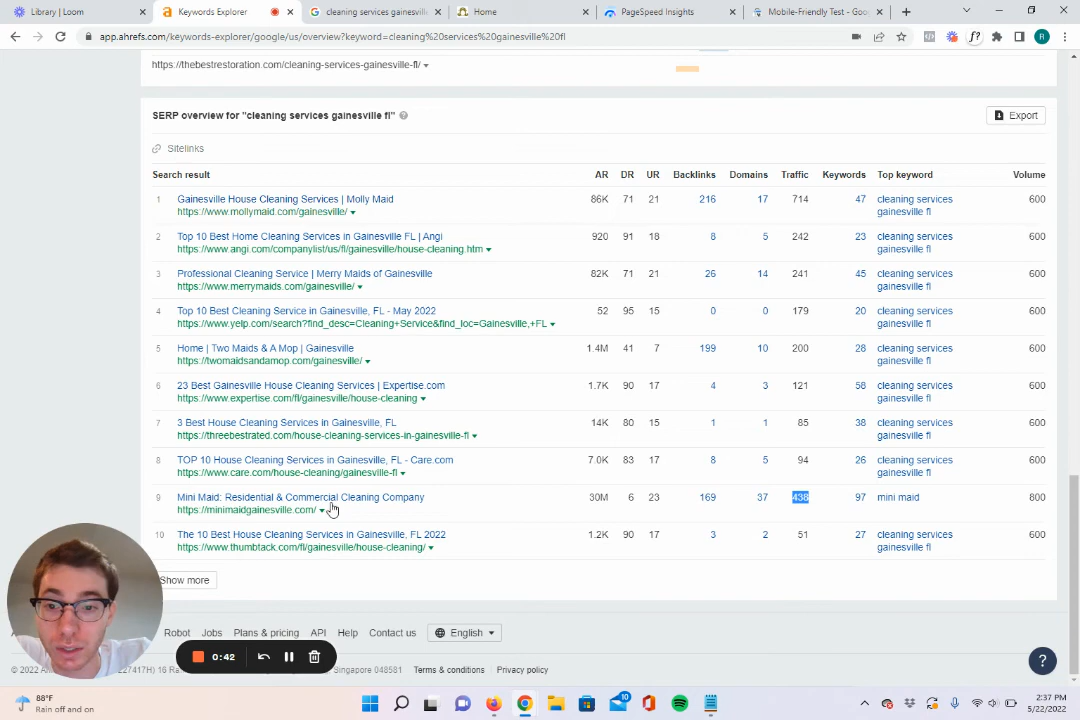 Library | Loom
Keywords Explorer
cleaning services gainesvill
Home
PageSpeed Insights
Mobile-Friendly Test - Goo
app.ahrefs.com/keywords-explorer/google/us/overview?keyword=cleaning%20services%20gainesville%20fl
f?
R
https://thebestrestoration.com/cleaning-services-gainesville-fl/
SERP overview for "cleaning services gainesville fl" ?
Export
Sitelinks
Search result AR DR UR Backlinks Domains Traffic Keywords Top keyword Volume
1 Gainesville House Cleaning Services | Molly Maid 86K 71 21 216 17 714 47 cleaning services 600
https://www.mollymaid.com/gainesville/ gainesville fl
2 Top 10 Best Home Cleaning Services in Gainesville FL | Angi 920 91 18 8 5 242 23 cleaning services 600
https://www.angi.com/companylist/us/fl/gainesville/house-cleaning.htm gainesville fl
3 Professional Cleaning Service | Merry Maids of Gainesville 82K 71 21 26 14 241 45 cleaning services 600
https://www.merrymaids.com/gainesville/ gainesville fl
4 Top 10 Best Cleaning Service in Gainesville, FL - May 2022 52 95 15 0 0 179 20 cleaning services 600
https://www.yelp.com/search?find_desc=Cleaning+Service&find_loc=Gainesville,+FL gainesville fl
5 Home | Two Maids & A Mop | Gainesville 1.4M 41 7 199 10 200 28 cleaning services 600
https://twomaidsandamop.com/gainesville/ gainesville fl
6 23 Best Gainesville House Cleaning Services | Expertise.com 1.7K 90 17 4 3 121 58 cleaning services 600
https://www.expertise.com/fl/gainesville/house-cleaning gainesville fl
7 3 Best House Cleaning Services in Gainesville, FL 14K 80 15 1 1 85 38 cleaning services 600
https://threebestrated.com/house-cleaning-services-in-gainesville-fl gainesville fl
8 TOP 10 House Cleaning Services in Gainesville, FL - Care.com 7.0K 83 17 8 5 94 26 cleaning services 600
https://www.care.com/house-cleaning/gainesville-fl gainesville fl
9 Mini Maid: Residential & Commercial Cleaning Company 30M 6 23 169 37 438 97 mini maid 800
https://minimaidgainesville.com/
10 The 10 Best House Cleaning Services in Gainesville, FL 2022 1.2K 90 17 3 2 51 27 cleaning services 600
https://www.thumbtack.com/fl/gainesville/house-cleaning/ gainesville fl
Show more
Robot Jobs Plans & pricing API Help Contact us English
0:42
© 2022 Ah
Singapore 048581 Terms & conditions Privacy policy
?
88°F
Rain off and on
10
2:37 PM
5/22/2022